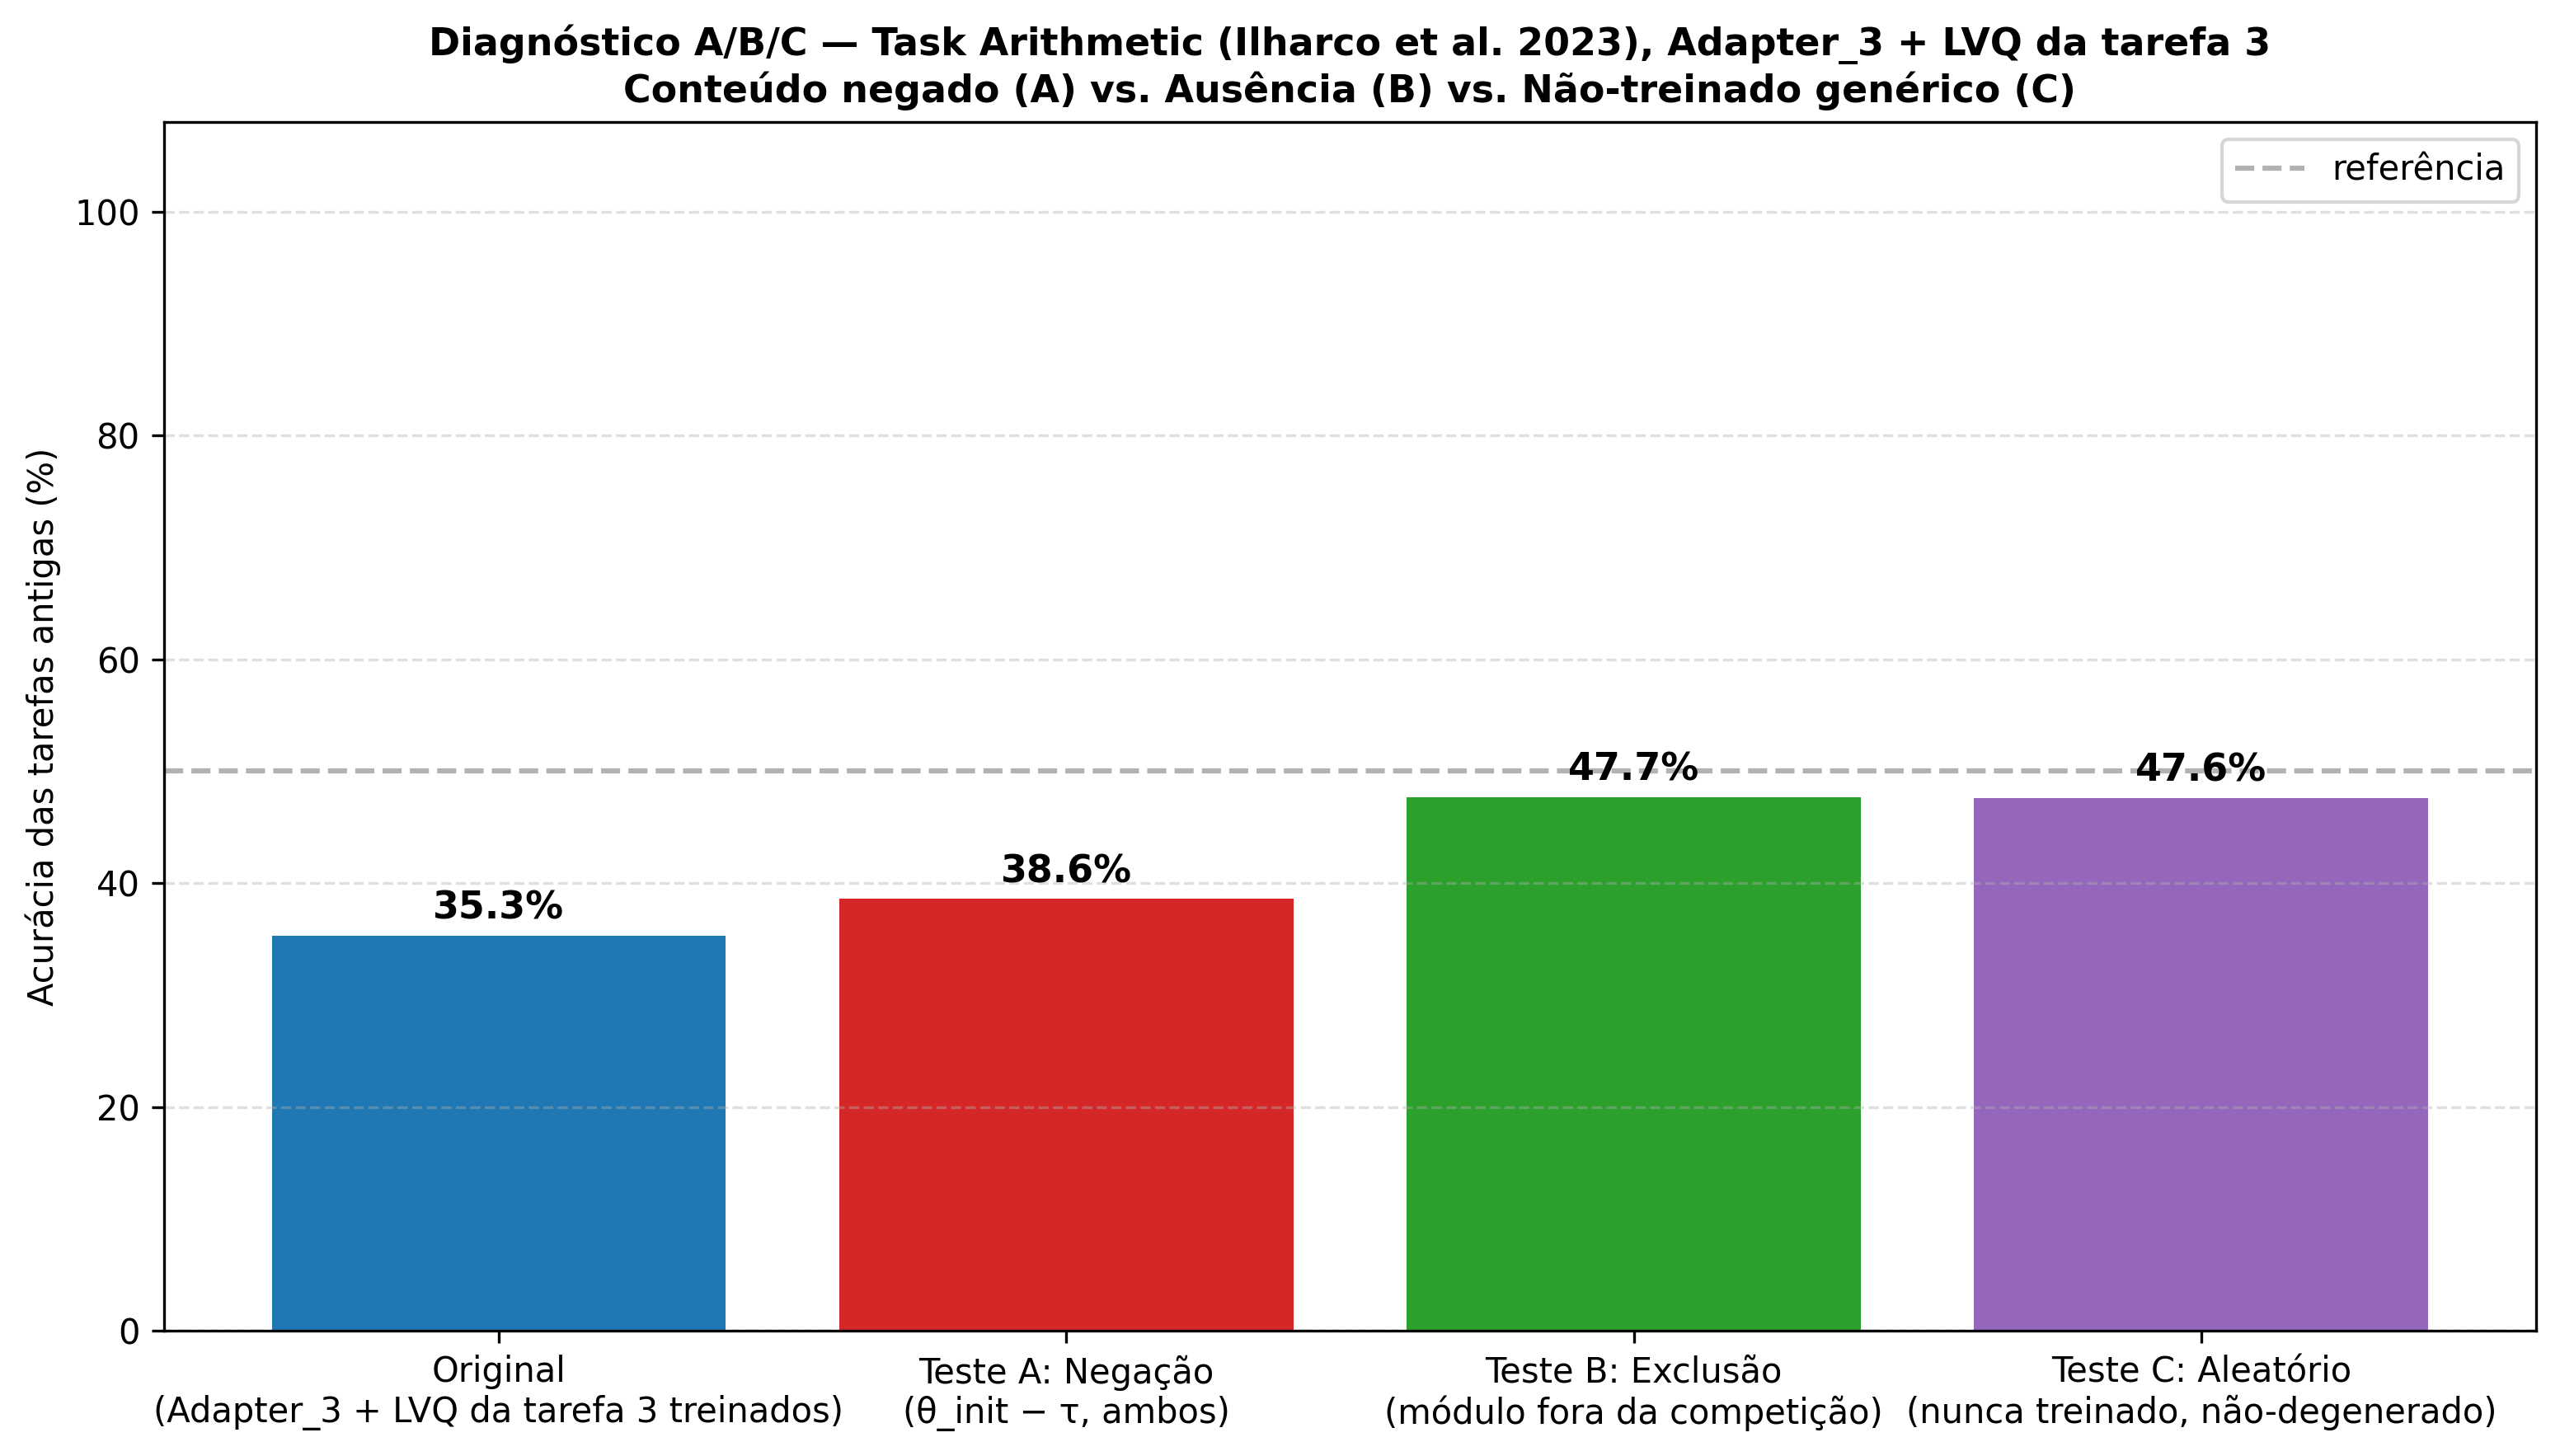 Diagnóstico A/B/C — Task Arithmetic (Ilharco et al. 2023), Adapter_3 + LVQ da tarefa 3
Conteúdo negado (A) vs. Ausência (B) vs. Não-treinado genérico (C)
referência
Acurácia das tarefas antigas (%)
100
80
60
40
20
0
35.3%
38.6%
47.7%
47.6%
Original
(Adapter_3 + LVQ da tarefa 3 treinados)
Teste A: Negação
(θ_init − τ, ambos)
Teste B: Exclusão
(módulo fora da competição)
Teste C: Aleatório
(nunca treinado, não-degenerado)